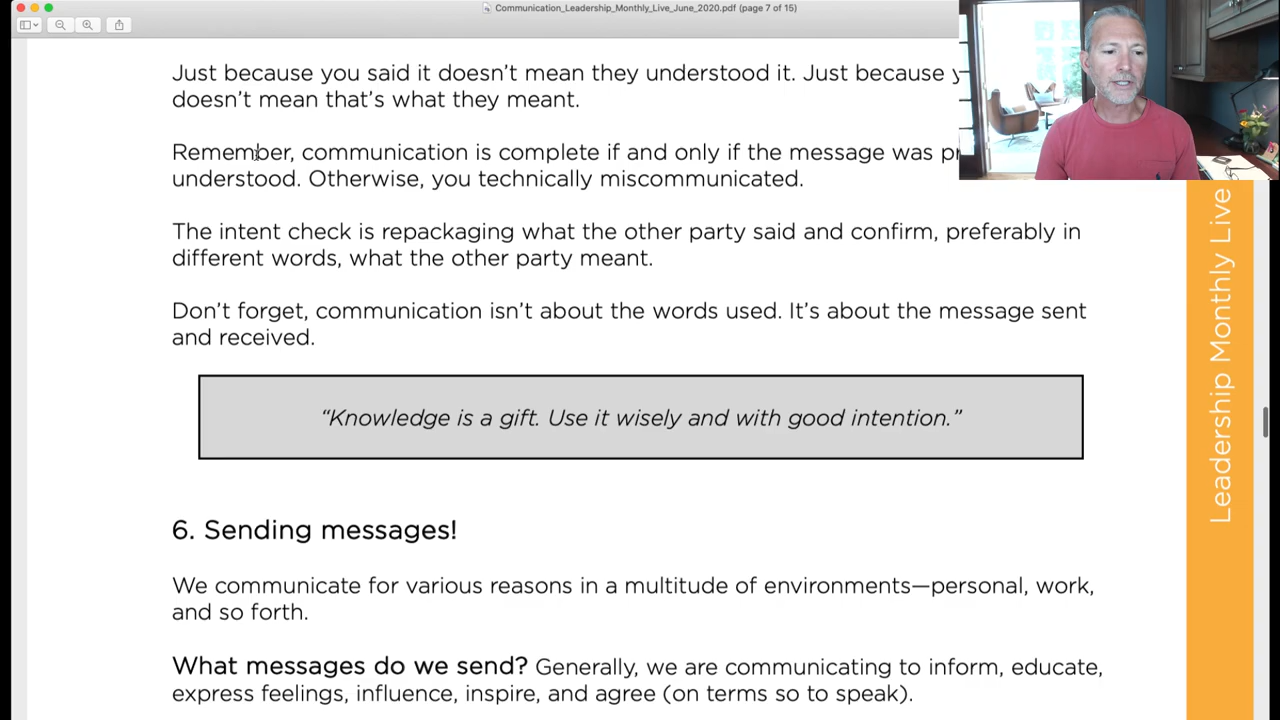 Communication_Leadership_Monthly_Live_June_2020.pdf (page 7 of 15)
Just because you said it doesn’t mean they understood it. Just because
doesn’t mean that’s what they meant.
Remember, communication is complete if and only if the message was
understood. Otherwise, you technically miscommunicated.
The intent check is repackaging what the other party said and confirm, preferably in
different words, what the other party meant.
Don’t forget, communication isn’t about the words used. It’s about the message sent
and received.
“Knowledge is a gift. Use it wisely and with good intention.”
6. Sending messages!
We communicate for various reasons in a multitude of environments—personal, work,
and so forth.
What messages do we send? Generally, we are communicating to inform, educate,
express feelings, influence, inspire, and agree (on terms so to speak).
Leadership Monthly Live